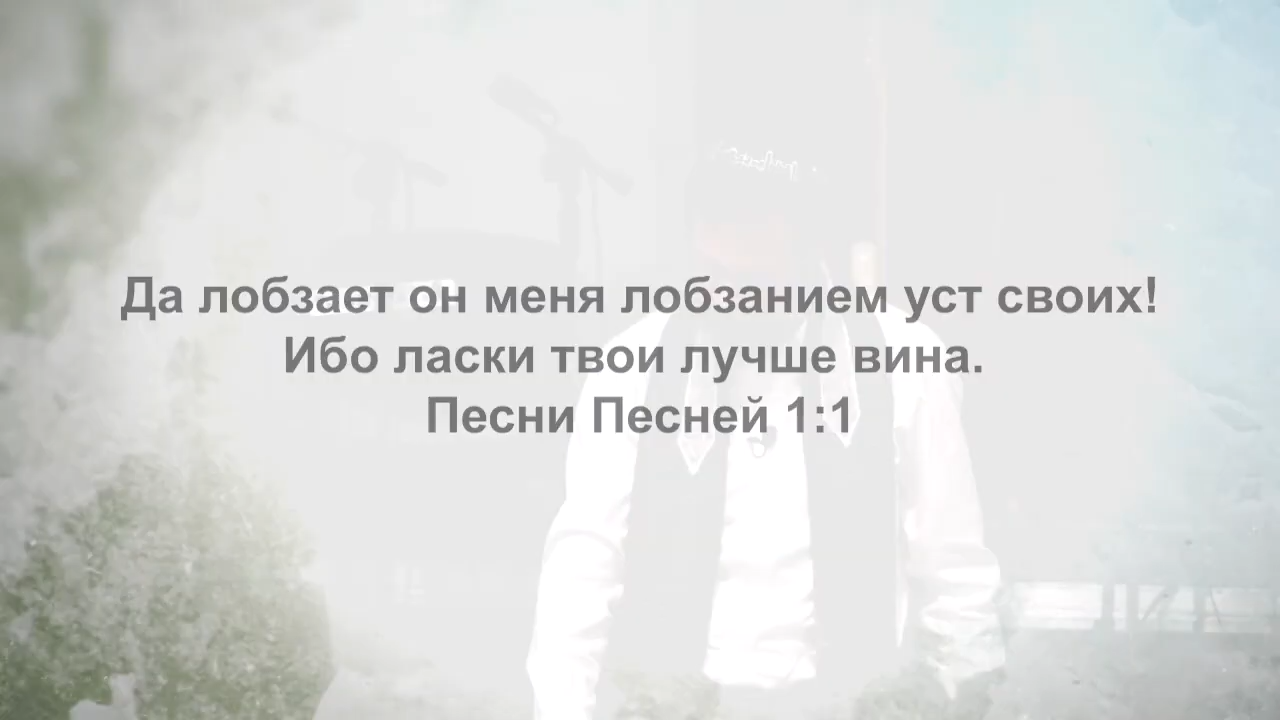 Да лобзает он меня лобзанием уст своих!
Ибо ласки твои лучше вина.
Песни Песней 1:1